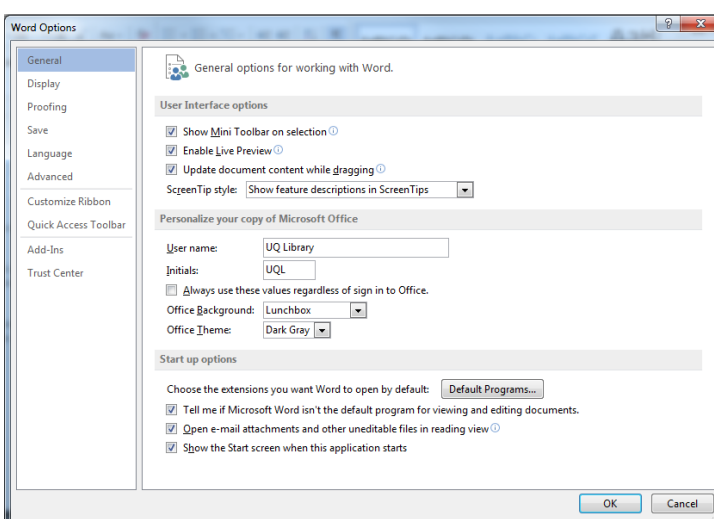 Word Options
General
Display
Proofing
Save
Language
Advanced
Customize Ribbon
Quick Access Toolbar
Add-Ins
Trust Center
General options for working with Word.
User Interface options
Show Mini Toolbar on selection
Enable Live Preview
Update document content while dragging
ScreenTip style: Show feature descriptions in ScreenTips
Personalize your copy of Microsoft Office
User name: UQ Library
Initials: UQL
Always use these values regardless of sign in to Office.
Office Background: Lunchbox
Office Theme: Dark Gray
Start up options
Choose the extensions you want Word to open by default: Default Programs...
Tell me if Microsoft Word isn't the default program for viewing and editing documents.
Open e-mail attachments and other uneditable files in reading view
Show the Start screen when this application starts
OK Cancel